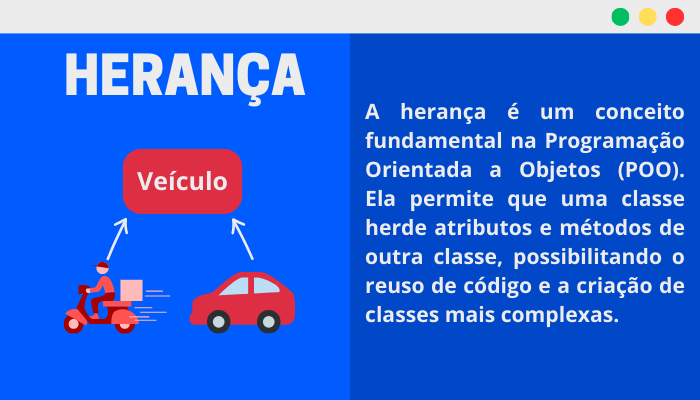 HERANÇA
Veículo
A herança é um conceito
fundamental na Programação
Orientada a Objetos (POO).
Ela permite que uma classe
herde atributos e métodos de
outra classe, possibilitando o
reuso de código e a criação de
classes mais complexas.